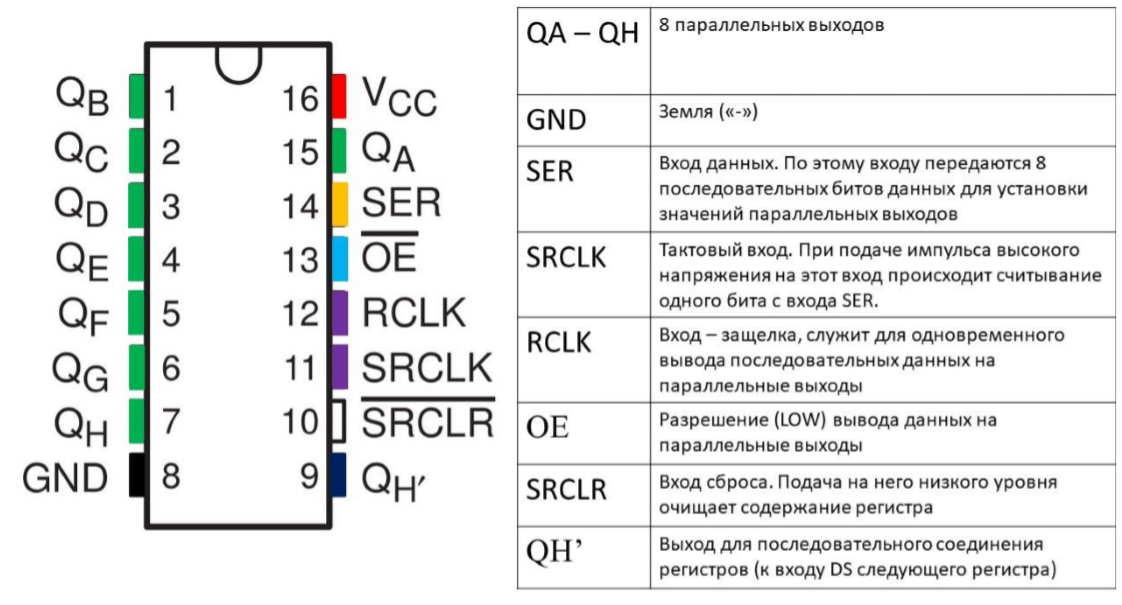 QB 1 16 VCC
QC 2 15 QA
QD 3 14 SER
QE 4 13 OE
QF 5 12 RCLK
QG 6 11 SRCLK
QH 7 10 SRCLR
GND 8 9 QH′
QA – QH 8 параллельных выходов
GND Земля («-»)
SER Вход данных. По этому входу передаются 8
последовательных битов данных для установки
значений параллельных выходов
SRCLK Тактовый вход. При подаче импульса высокого
напряжения на этот вход происходит считывание
одного бита с входа SER.
RCLK Вход – защелка, служит для одновременного
вывода последовательных данных на
параллельные выходы
OE Разрешение (LOW) вывода данных на
параллельные выходы
SRCLR Вход сброса. Подача на него низкого уровня
очищает содержание регистра
QH’ Выход для последовательного соединения
регистров (к входу DS следующего регистра)